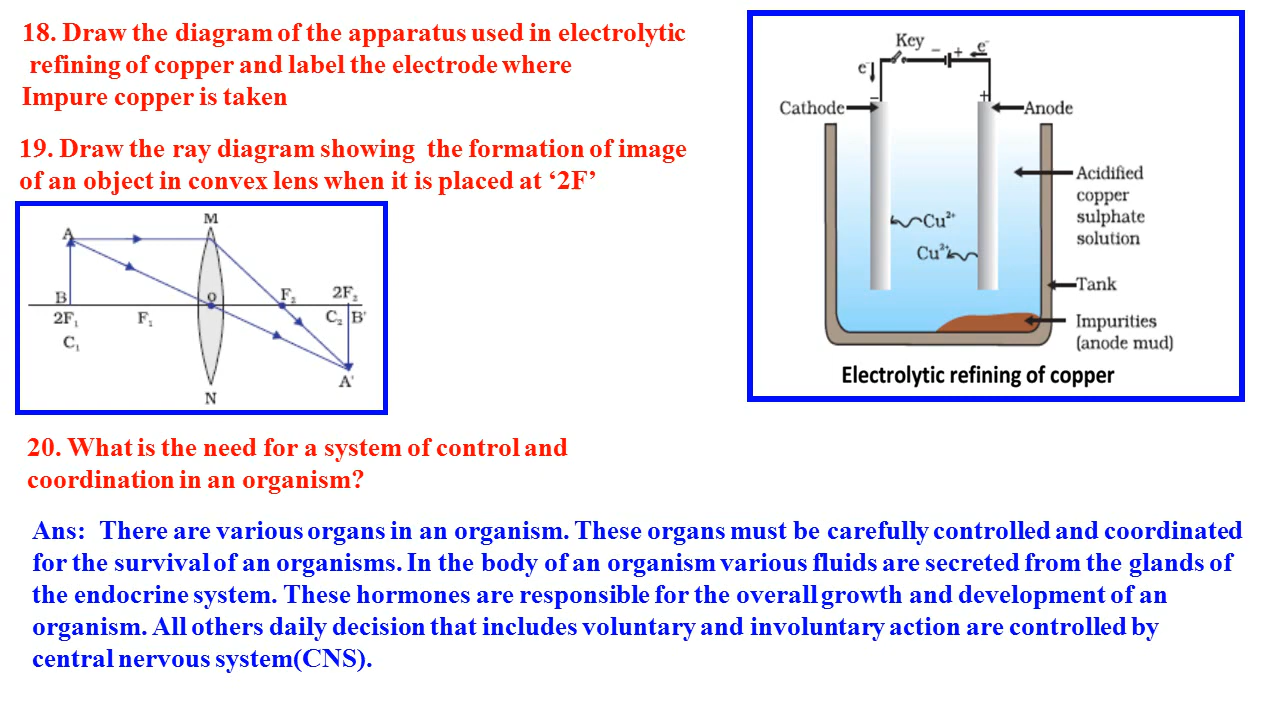 18. Draw the diagram of the apparatus used in electrolytic
refining of copper and label the electrode where
Impure copper is taken
19. Draw the ray diagram showing the formation of image
of an object in convex lens when it is placed at ‘2F’
M
A
B
O
F₂
2F₂
2F₁
F₁
C₂
B'
C₁
A'
N
Key
−
+
e⁻
e⁻
−
+
Cathode
Anode
Acidified
copper
sulphate
solution
Cu²⁺
Cu²⁺
Tank
Impurities
(anode mud)
Electrolytic refining of copper
20. What is the need for a system of control and
coordination in an organism?
Ans: There are various organs in an organism. These organs must be carefully controlled and coordinated
for the survival of an organisms. In the body of an organism various fluids are secreted from the glands of
the endocrine system. These hormones are responsible for the overall growth and development of an
organism. All others daily decision that includes voluntary and involuntary action are controlled by
central nervous system(CNS).